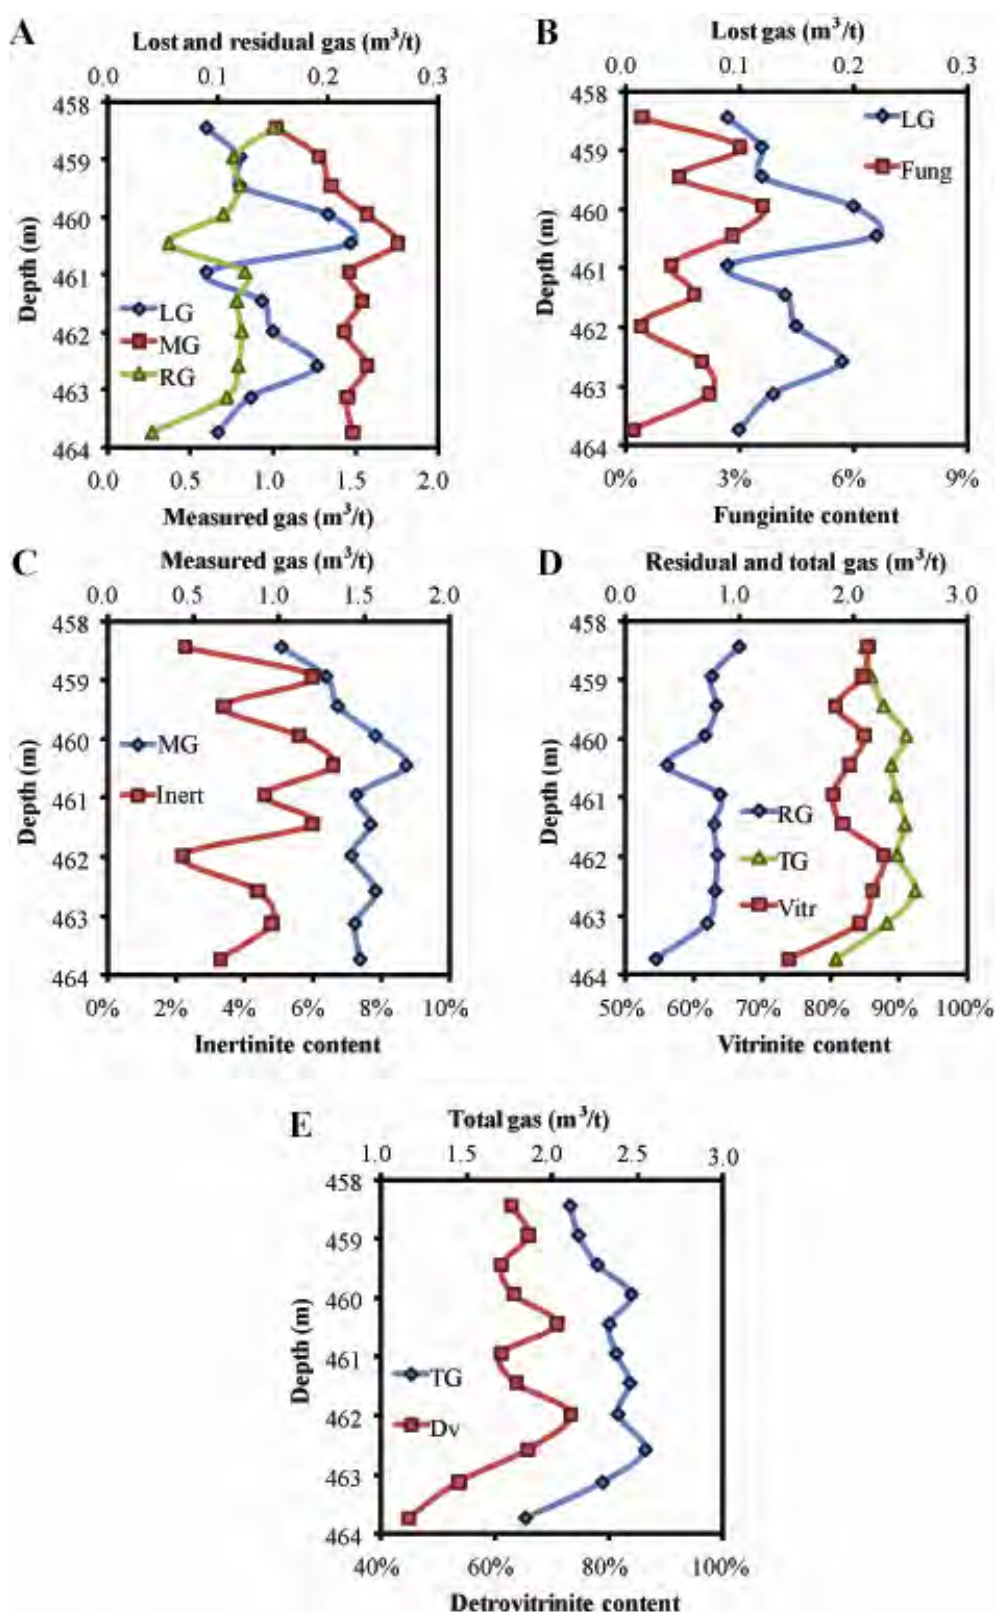 A
Lost and residual gas (m³/t)
0.0 0.1 0.2 0.3
458
459
460
461
462
463
464
Depth (m)
LG
MG
RG
0.0 0.5 1.0 1.5 2.0
Measured gas (m³/t)
B
Lost gas (m³/t)
0.0 0.1 0.2 0.3
458
459
460
461
462
463
464
Depth (m)
LG
Fung
0% 3% 6% 9%
Funginite content
C
Measured gas (m³/t)
0.0 0.5 1.0 1.5 2.0
458
459
460
461
462
463
464
Depth (m)
MG
Inert
0% 2% 4% 6% 8% 10%
Inertinite content
D
Residual and total gas (m³/t)
0.0 1.0 2.0 3.0
458
459
460
461
462
463
464
Depth (m)
RG
TG
Vitr
50% 60% 70% 80% 90% 100%
Vitrinite content
E
Total gas (m³/t)
1.0 1.5 2.0 2.5 3.0
458
459
460
461
462
463
464
Depth (m)
TG
Dv
40% 60% 80% 100%
Detrovitrinite content